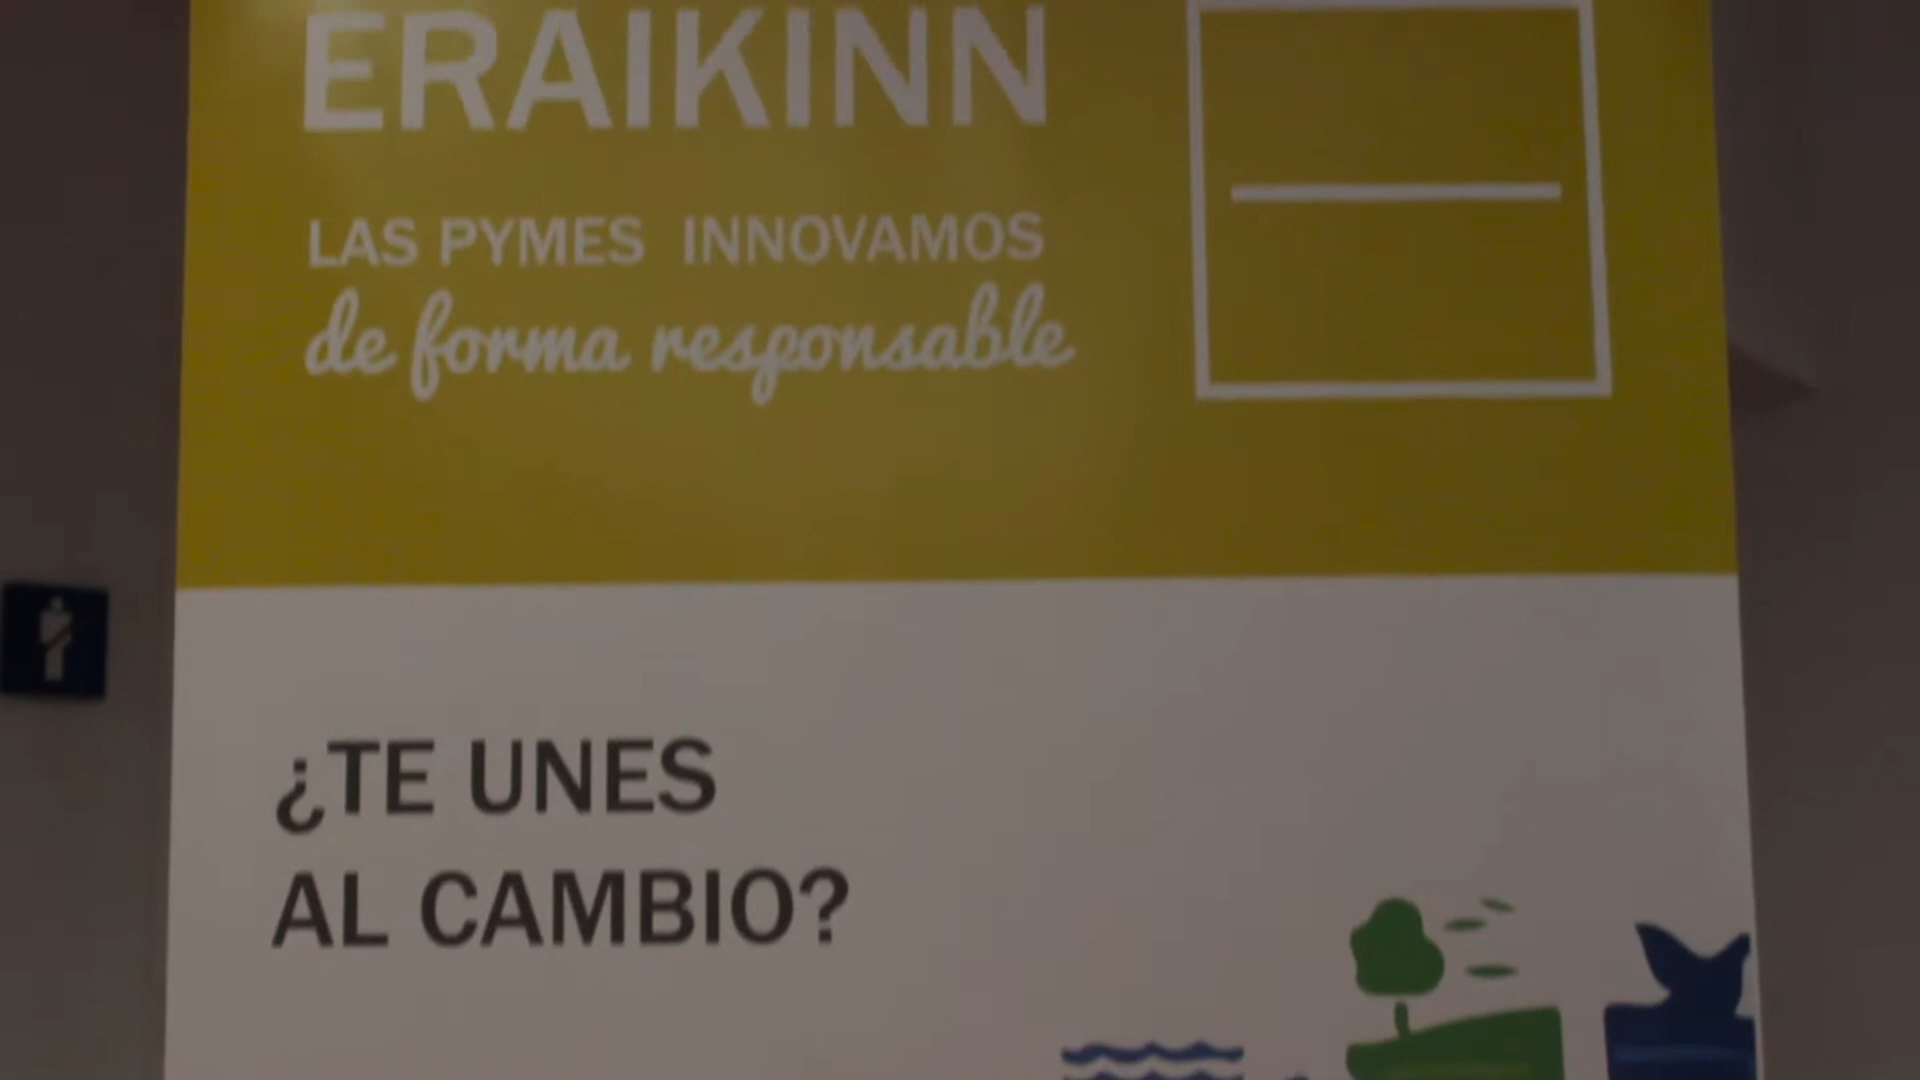 ERAIKINN
LAS PYMES INNOVAMOS
de forma responsable
¿TE UNES
AL CAMBIO?